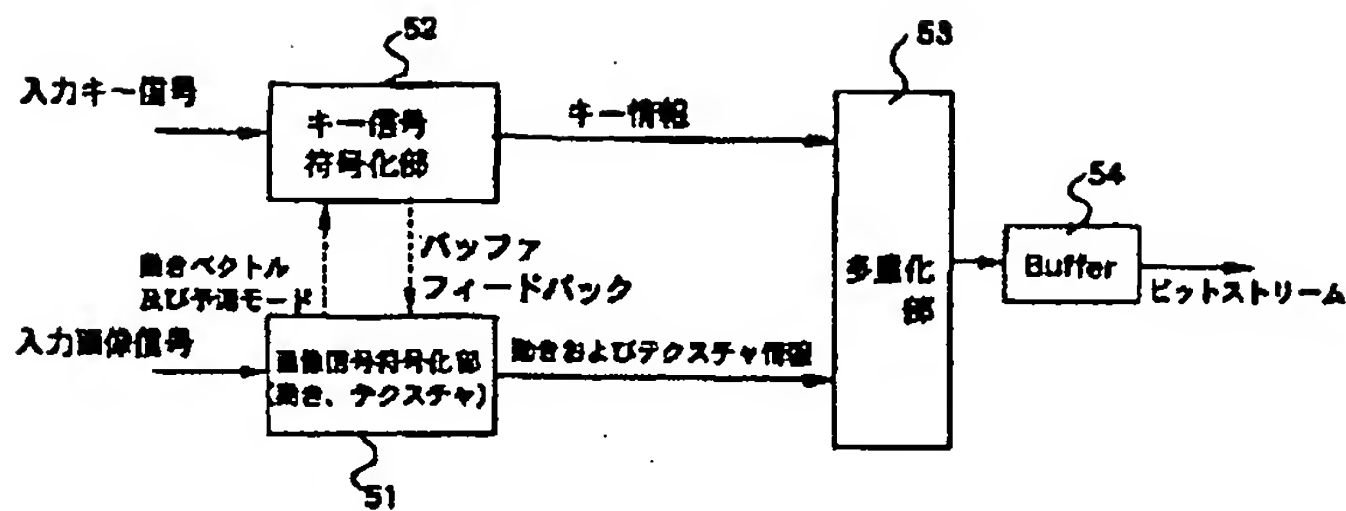 52
53
入力キー信号
キー信号
符号化部
キー情報
54
バッファ
フィードバック
動きベクトル
及び予測モード
多重化
部
Buffer
ビットストリーム
入力画像信号
画像信号符号化部
(動き、テクスチャ)
動きおよびテクスチャ情報
51